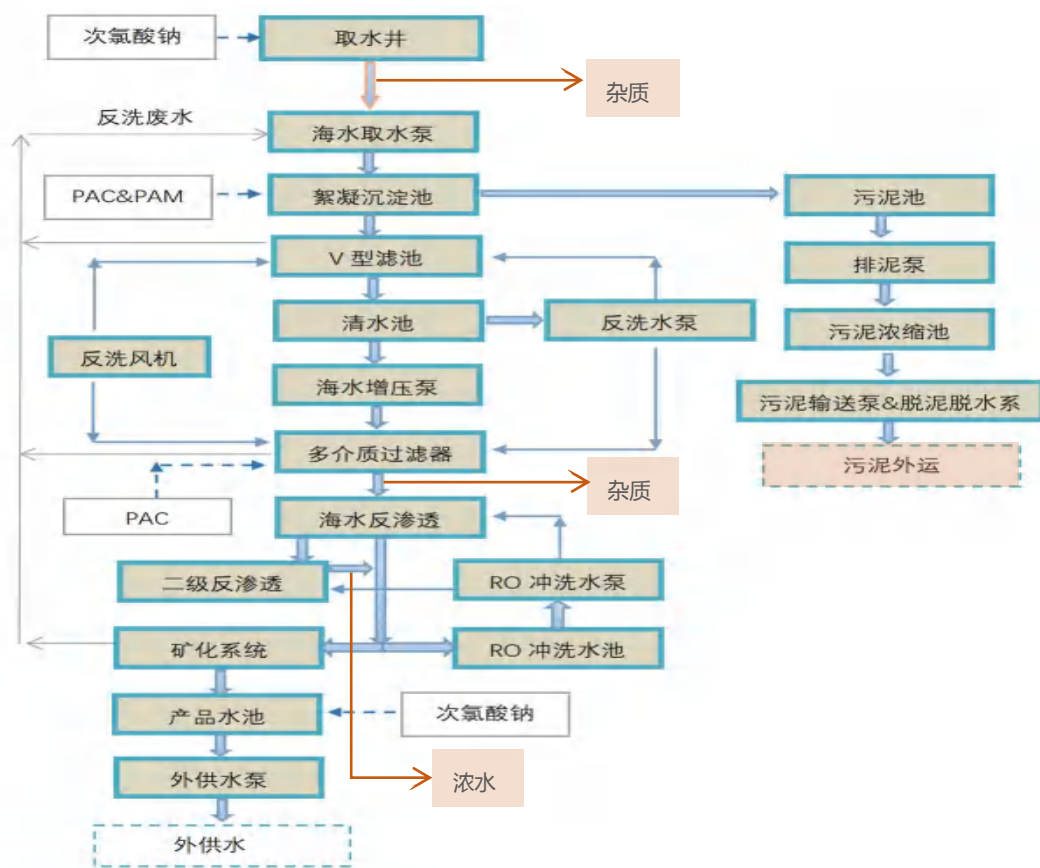 次氯酸钠
取水井
杂质
反洗废水
海水取水泵
PAC&PAM
絮凝沉淀池
污泥池
V 型滤池
排泥泵
清水池
反洗水泵
污泥浓缩池
反洗风机
海水增压泵
污泥输送泵&脱泥脱水系
多介质过滤器
污泥外运
杂质
PAC
海水反渗透
二级反渗透
RO 冲洗水泵
矿化系统
RO 冲洗水池
产品水池
次氯酸钠
外供水泵
浓水
外供水